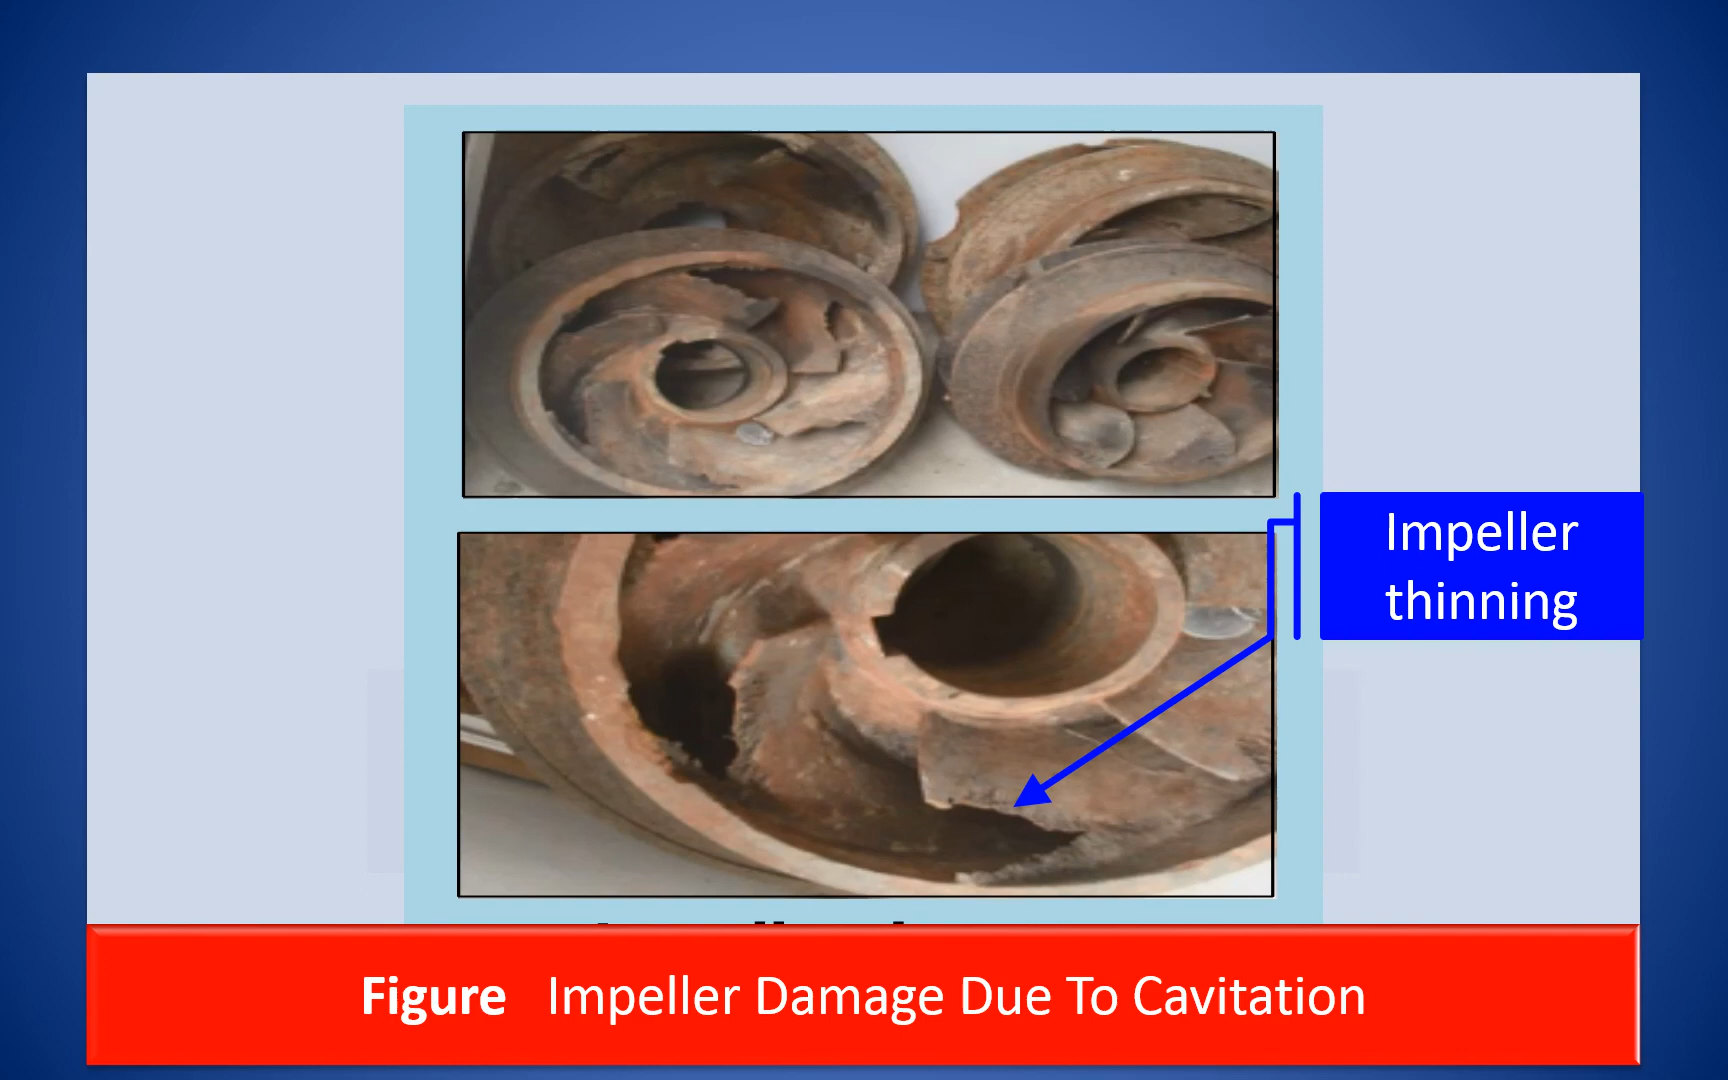 Impeller
thinning
Figure Impeller Damage Due To Cavitation